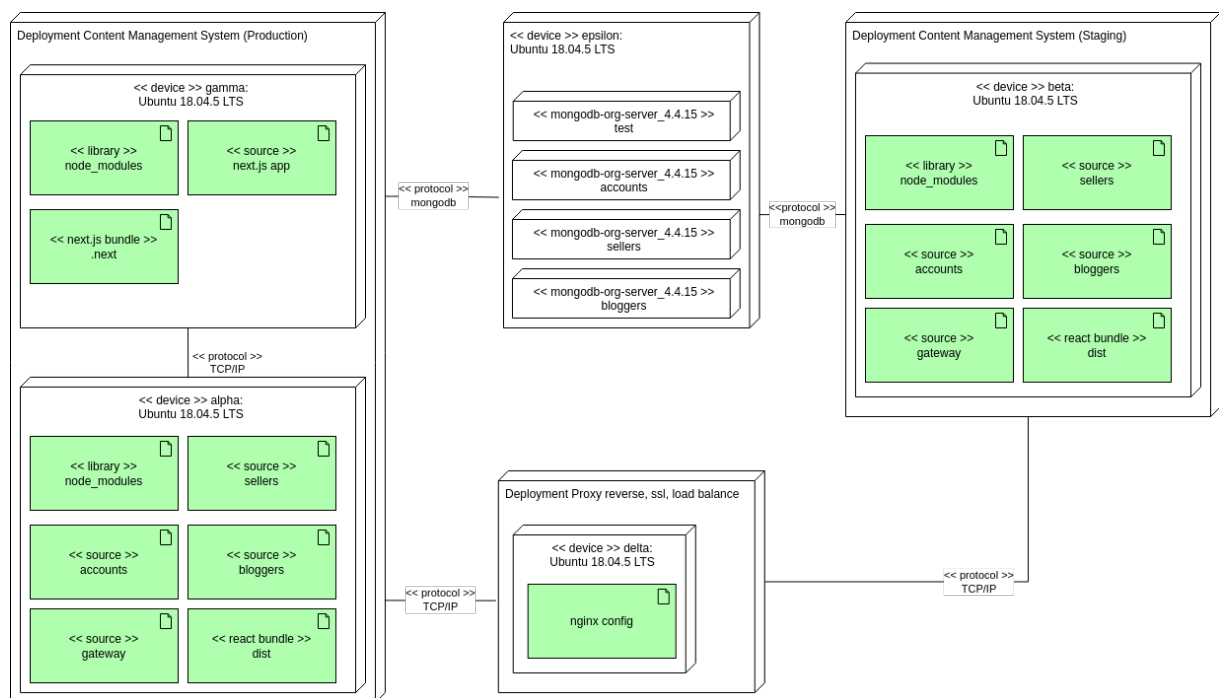 Deployment Content Management System (Production)
<< device >> gamma:
Ubuntu 18.04.5 LTS
<< library >>
node_modules
<< source >>
next.js app
<< next.js bundle >>
.next
<< protocol >>
TCP/IP
<< device >> alpha:
Ubuntu 18.04.5 LTS
<< library >>
node_modules
<< source >>
sellers
<< source >>
accounts
<< source >>
bloggers
<< source >>
gateway
<< react bundle >>
dist
<< protocol >>
mongodb
<< device >> epsilon:
Ubuntu 18.04.5 LTS
<< mongodb-org-server_4.4.15 >>
test
<< mongodb-org-server_4.4.15 >>
accounts
<< mongodb-org-server_4.4.15 >>
sellers
<< mongodb-org-server_4.4.15 >>
bloggers
<<protocol >>
mongodb
Deployment Content Management System (Staging)
<< device >> beta:
Ubuntu 18.04.5 LTS
<< library >>
node_modules
<< source >>
sellers
<< source >>
accounts
<< source >>
bloggers
<< source >>
gateway
<< react bundle >>
dist
<< protocol >>
TCP/IP
Deployment Proxy reverse, ssl, load balance
<< device >> delta:
Ubuntu 18.04.5 LTS
nginx config
<< protocol >>
TCP/IP